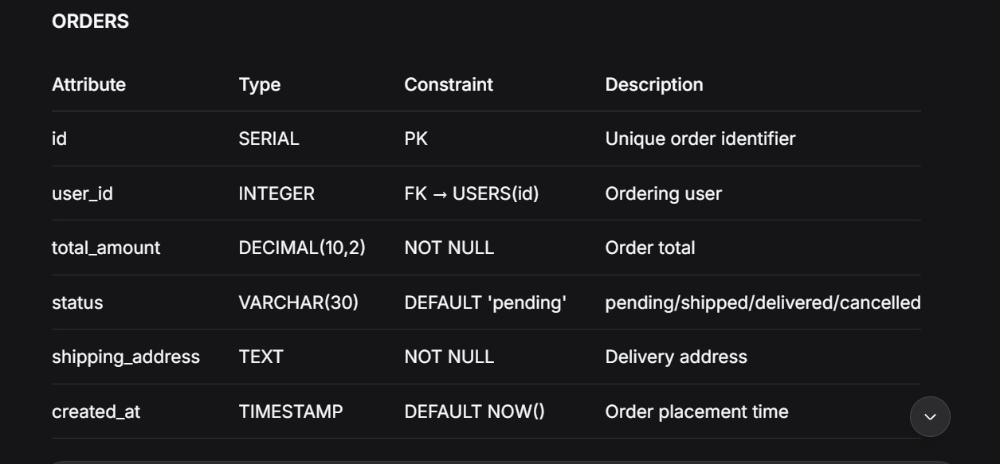 ORDERS
Attribute Type Constraint Description
id SERIAL PK Unique order identifier
user_id INTEGER FK → USERS(id) Ordering user
total_amount DECIMAL(10,2) NOT NULL Order total
status VARCHAR(30) DEFAULT 'pending' pending/shipped/delivered/cancelled
shipping_address TEXT NOT NULL Delivery address
created_at TIMESTAMP DEFAULT NOW() Order placement time